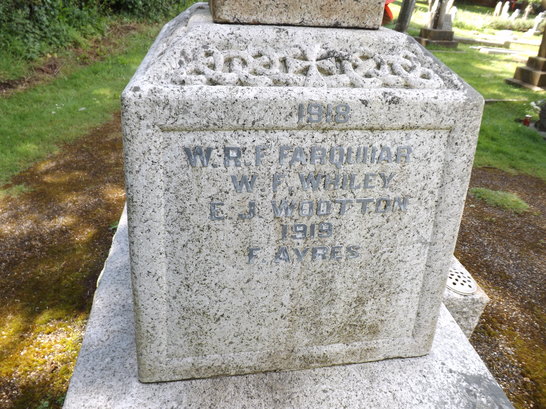 1918
W.R.F. FARQUHAR
W.F. WHILEY
E.J. WOOTTON
1919
F. AYRES